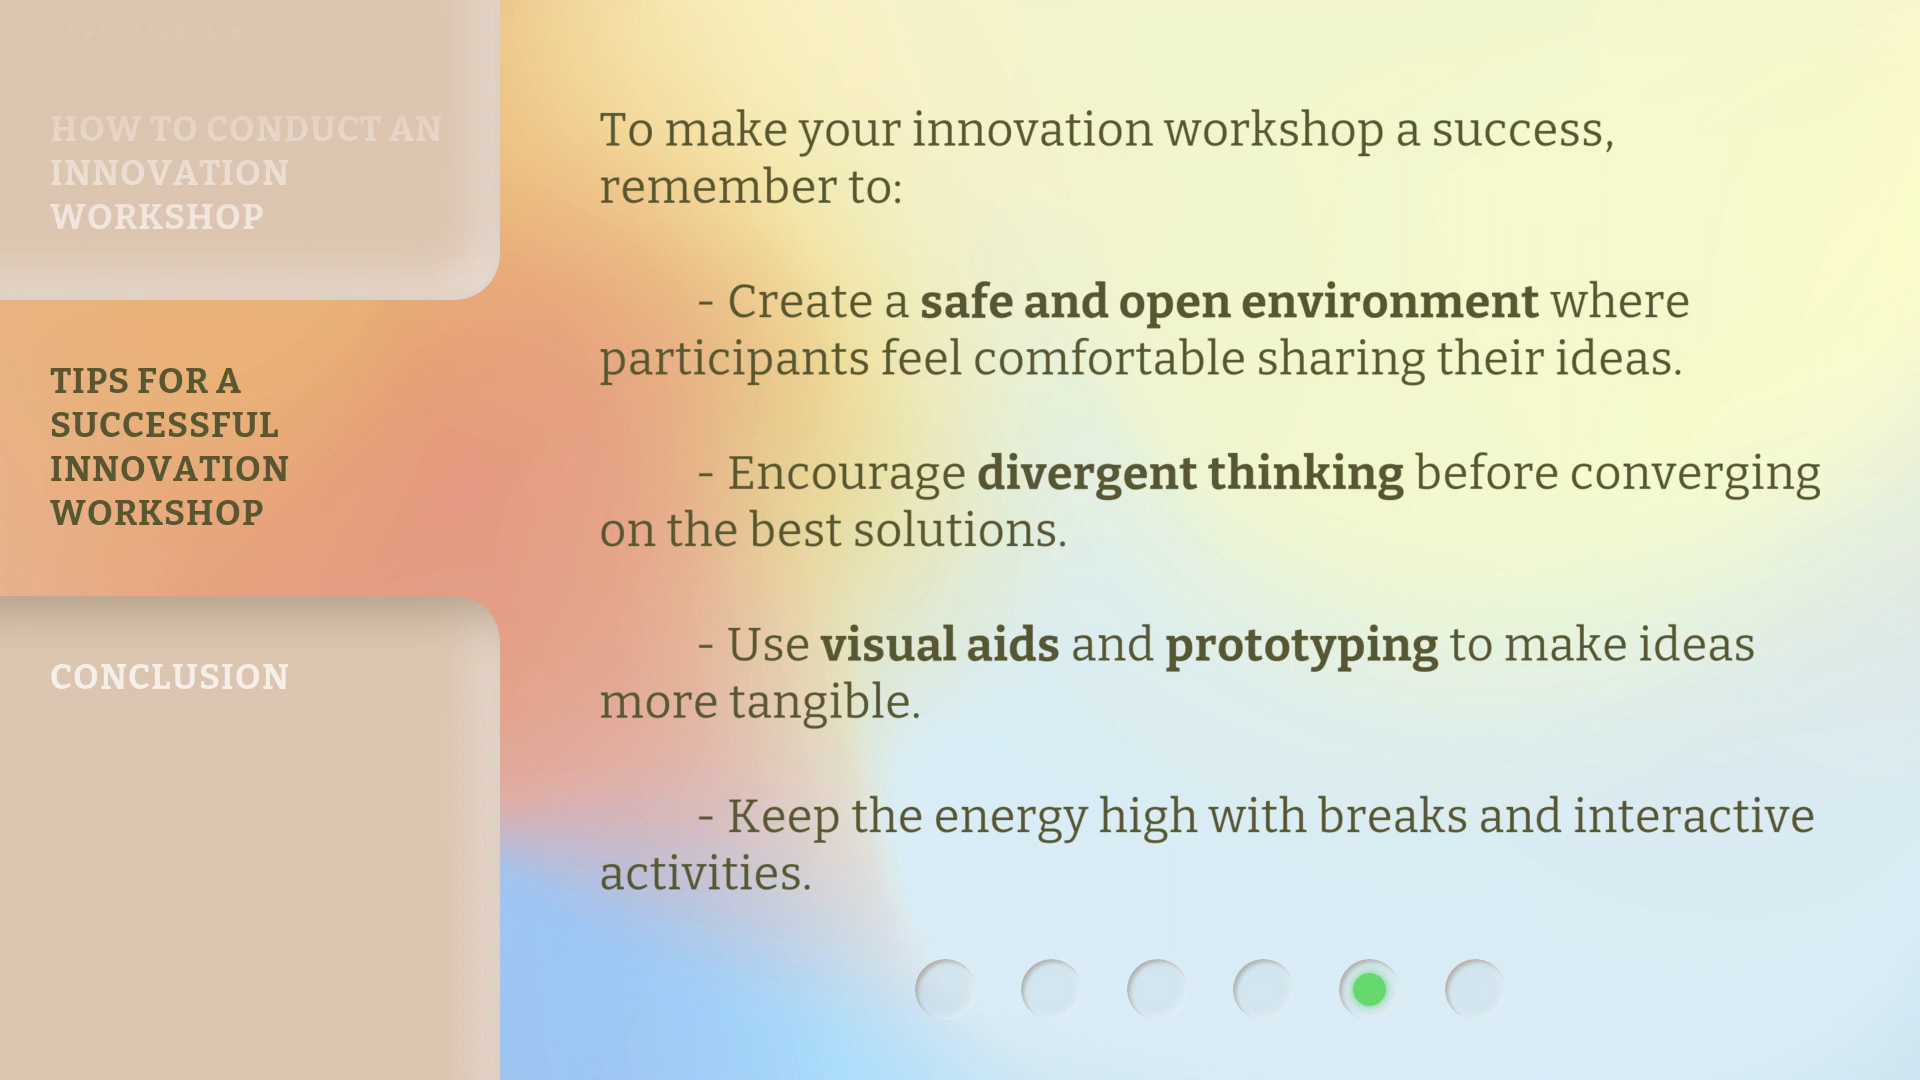 HOW TO CONDUCT AN
INNOVATION
WORKSHOP
TIPS FOR A
SUCCESSFUL
INNOVATION
WORKSHOP
CONCLUSION
To make your innovation workshop a success,
remember to:
- Create a safe and open environment where
participants feel comfortable sharing their ideas.
- Encourage divergent thinking before converging
on the best solutions.
- Use visual aids and prototyping to make ideas
more tangible.
- Keep the energy high with breaks and interactive
activities.